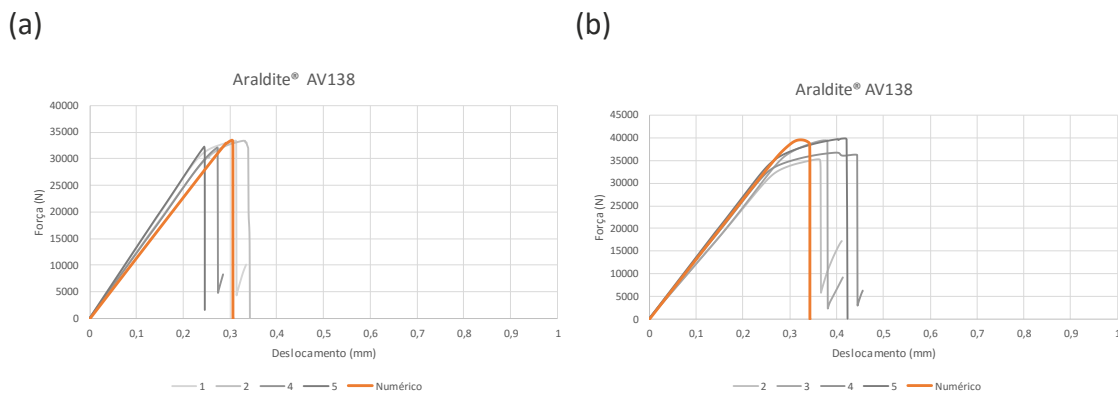 (a)
Araldite® AV138
Força (N)
40000
35000
30000
25000
20000
15000
10000
5000
0
0 0,1 0,2 0,3 0,4 0,5 0,6 0,7 0,8 0,9 1
Deslocamento (mm)
1 2 4 5 Numérico
(b)
Araldite® AV138
Força (N)
45000
40000
35000
30000
25000
20000
15000
10000
5000
0
0 0,1 0,2 0,3 0,4 0,5 0,6 0,7 0,8 0,9 1
Deslocamento (mm)
2 3 4 5 Numérico